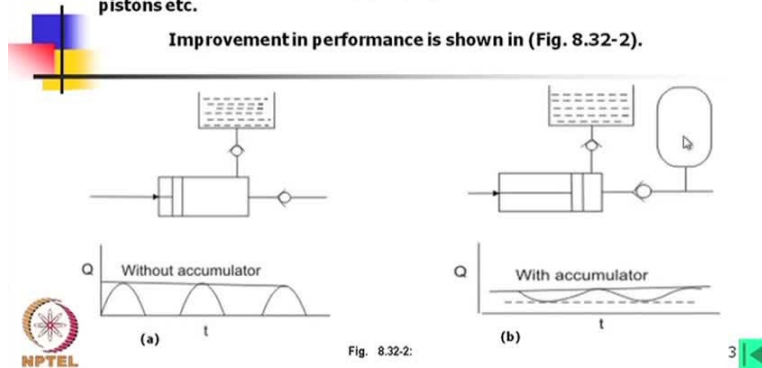 pistons etc.
Improvement in performance is shown in (Fig. 8.32-2).
Q
Without accumulator
t
(a)
Q
With accumulator
t
(b)
Fig. 8.32-2:
NPTEL
3